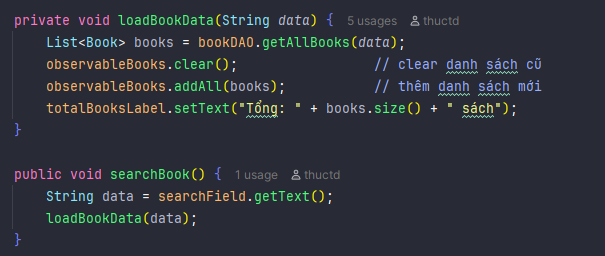 private void loadBookData(String data) { 5 usages thuctd
List<Book> books = bookDAO.getAllBooks(data);
observableBooks.clear(); // clear danh sách cũ
observableBooks.addAll(books); // thêm danh sách mới
totalBooksLabel.setText("Tổng: " + books.size() + " sách");
}
public void searchBook() { 1 usage thuctd
String data = searchField.getText();
loadBookData(data);
}